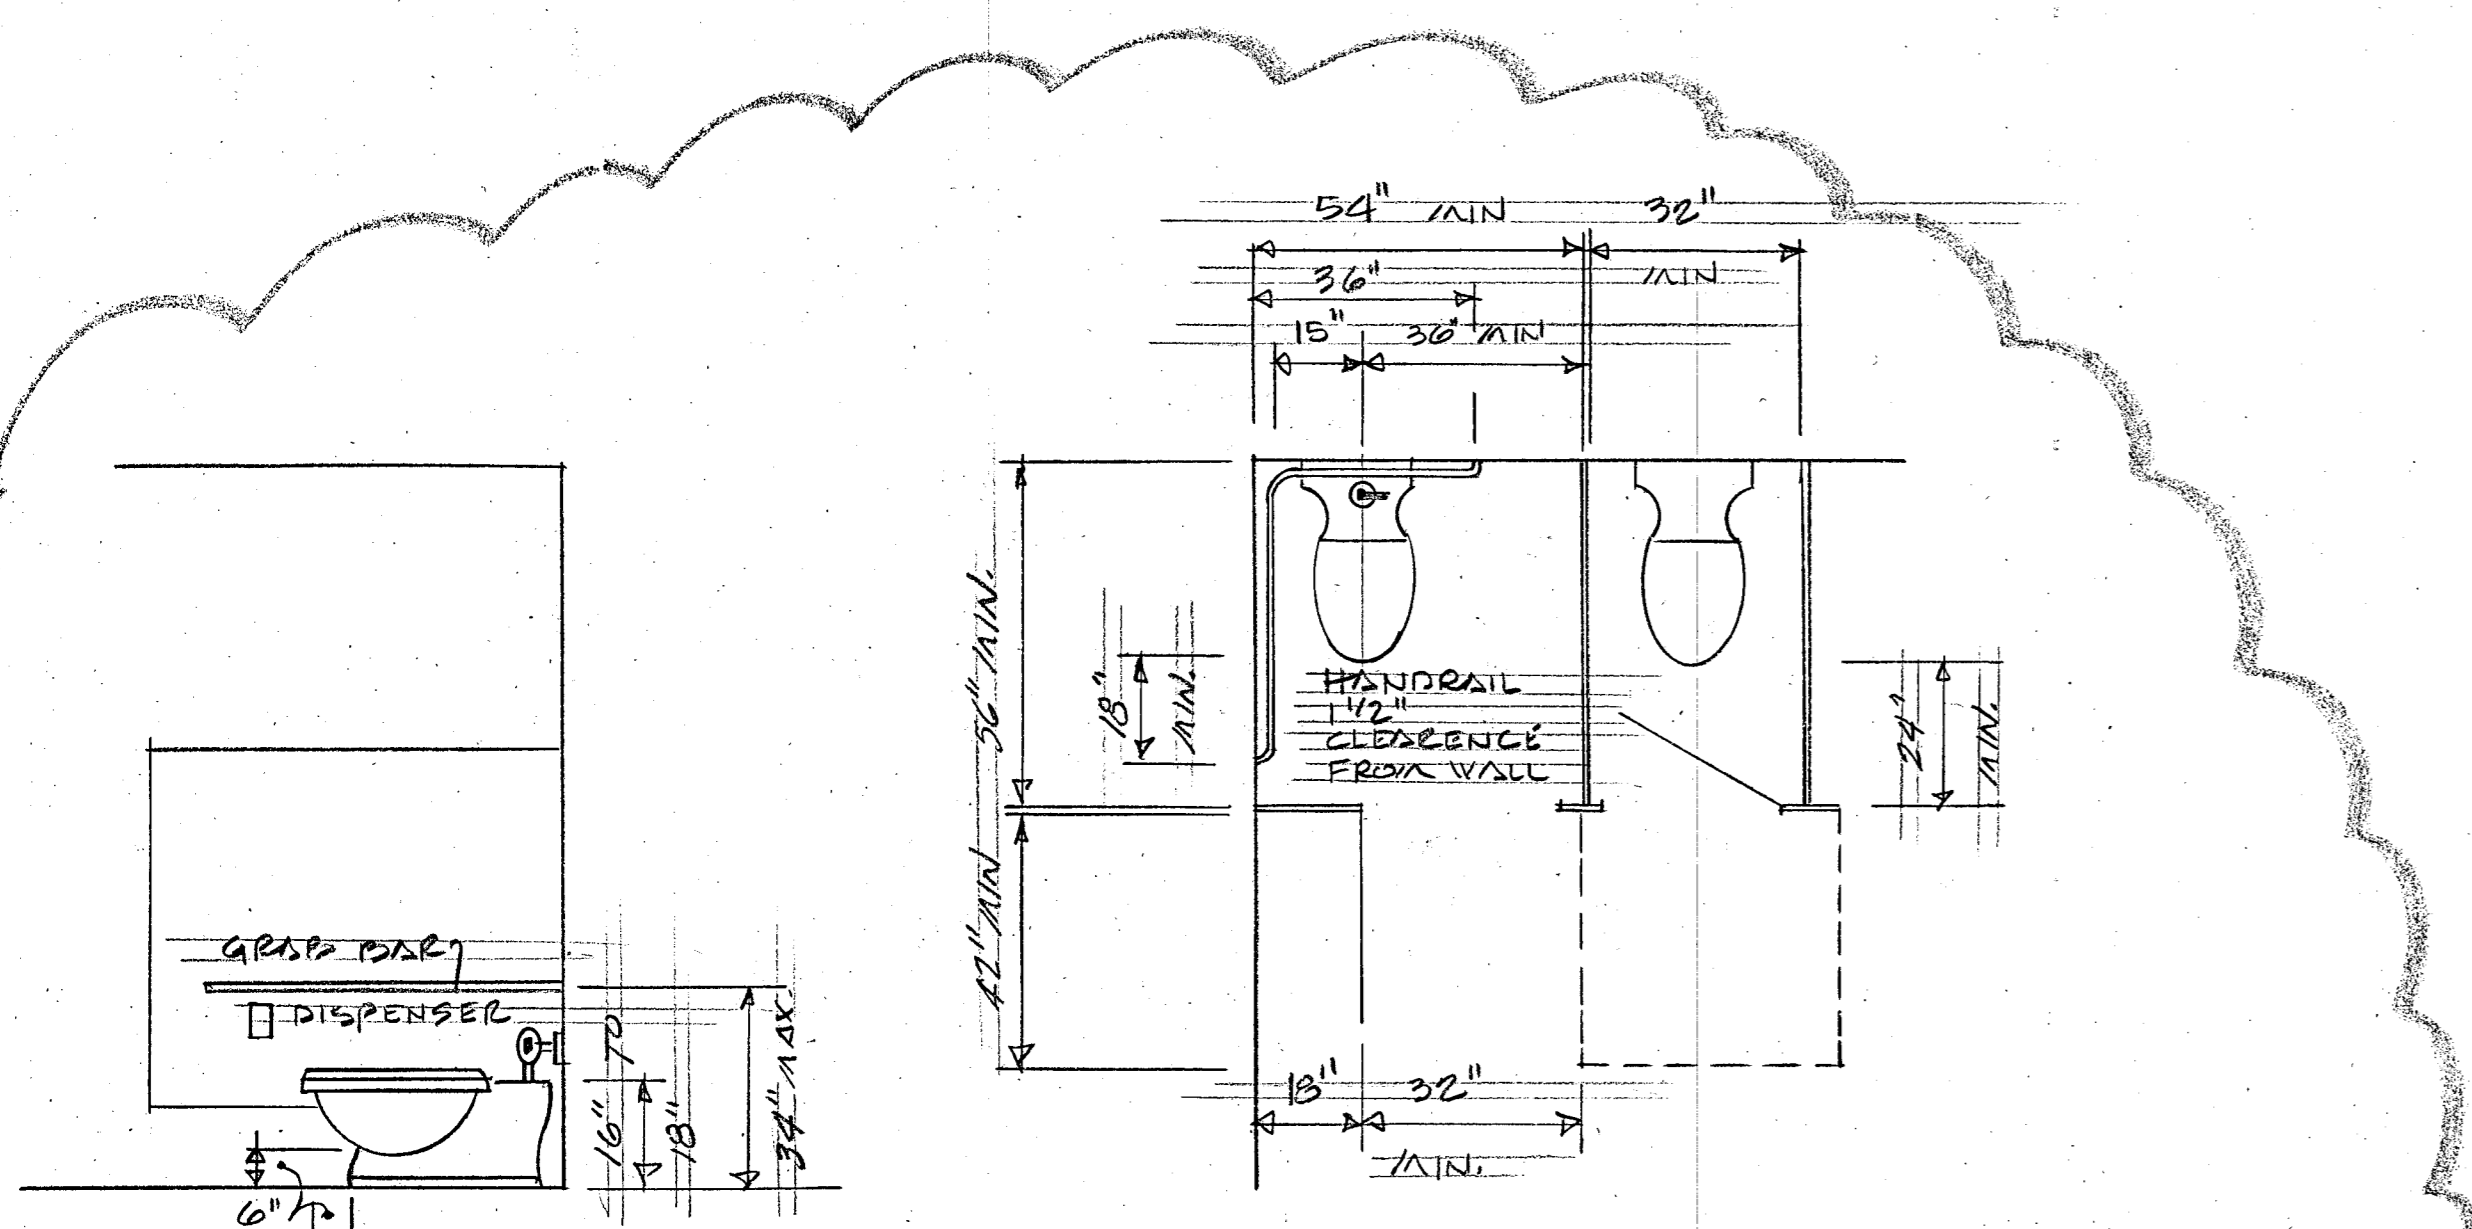 54" MIN
32"
MIN
36"
15"
36" MIN
56" MIN.
18"
MIN.
HANDRAIL
1 1/2"
CLEARENCE
FROM WALL
24"
MIN.
42" MIN
18"
32"
MIN.
GRAB BAR
DISPENSER
16" TO
18"
34" MAX.
6"